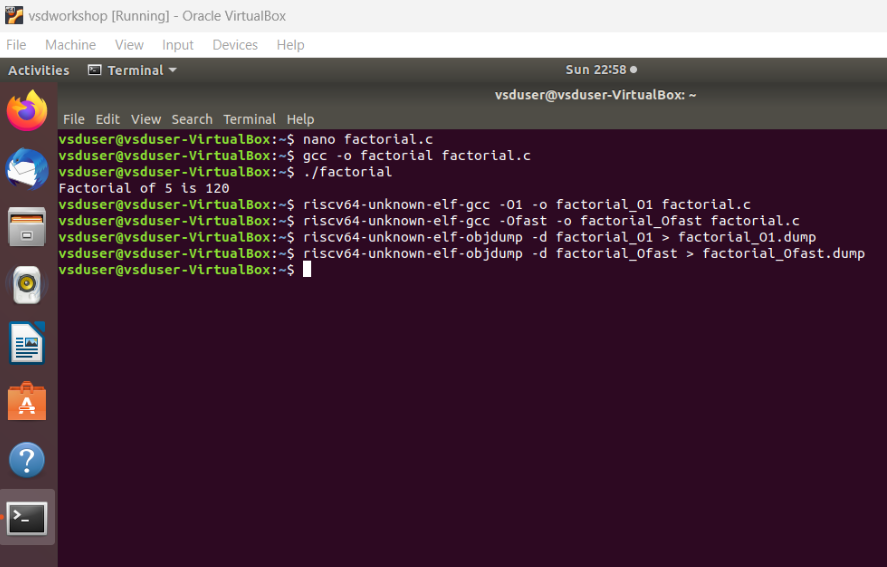 vsdworkshop [Running] - Oracle VirtualBox
File Machine View Input Devices Help
Activities Terminal Sun 22:58
vsduser@vsduser-VirtualBox: ~
File Edit View Search Terminal Help
vsduser@vsduser-VirtualBox:~$ nano factorial.c
vsduser@vsduser-VirtualBox:~$ gcc -o factorial factorial.c
vsduser@vsduser-VirtualBox:~$ ./factorial
Factorial of 5 is 120
vsduser@vsduser-VirtualBox:~$ riscv64-unknown-elf-gcc -O1 -o factorial_O1 factorial.c
vsduser@vsduser-VirtualBox:~$ riscv64-unknown-elf-gcc -Ofast -o factorial_Ofast factorial.c
vsduser@vsduser-VirtualBox:~$ riscv64-unknown-elf-objdump -d factorial_O1 > factorial_O1.dump
vsduser@vsduser-VirtualBox:~$ riscv64-unknown-elf-objdump -d factorial_Ofast > factorial_Ofast.dump
vsduser@vsduser-VirtualBox:~$